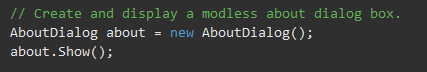 // Create and display a modless about dialog box.
AboutDialog about = new AboutDialog();
about.Show();